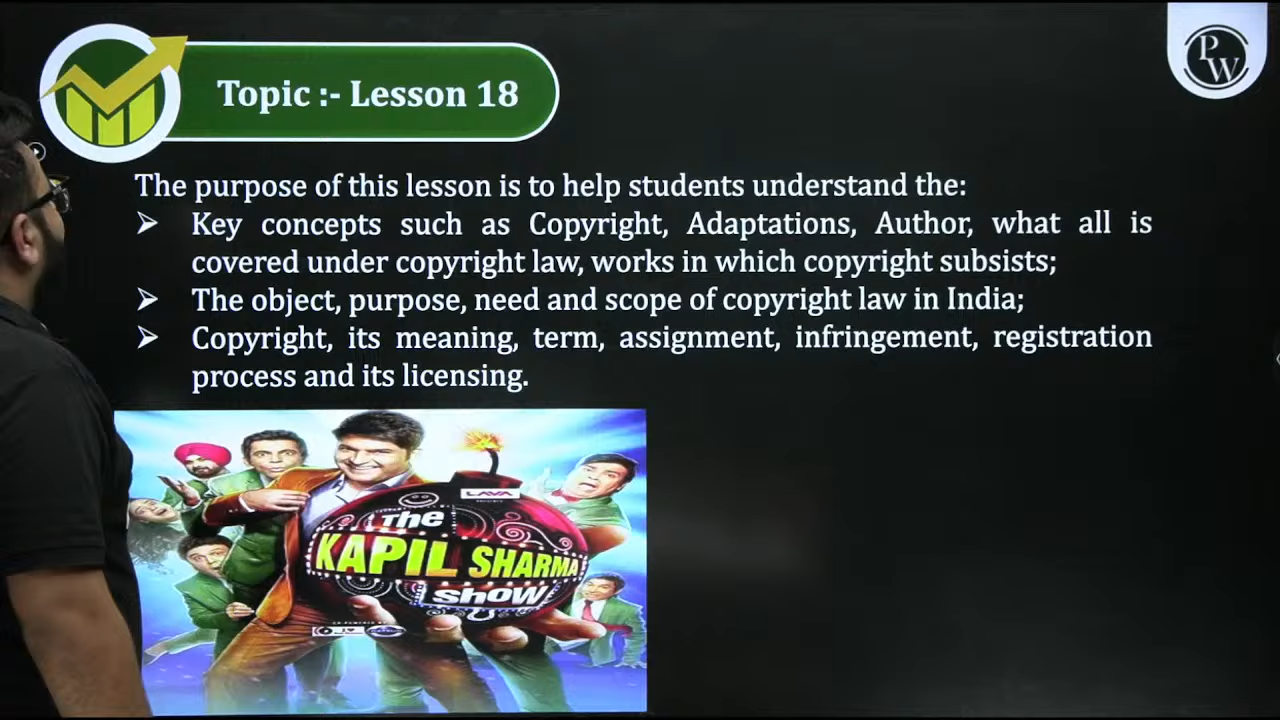 Topic :- Lesson 18
PW
The purpose of this lesson is to help students understand the:
➢ Key concepts such as Copyright, Adaptations, Author, what all is
covered under copyright law, works in which copyright subsists;
➢ The object, purpose, need and scope of copyright law in India;
➢ Copyright, its meaning, term, assignment, infringement, registration
process and its licensing.
LAVA
The
KAPIL SHARMA
Show